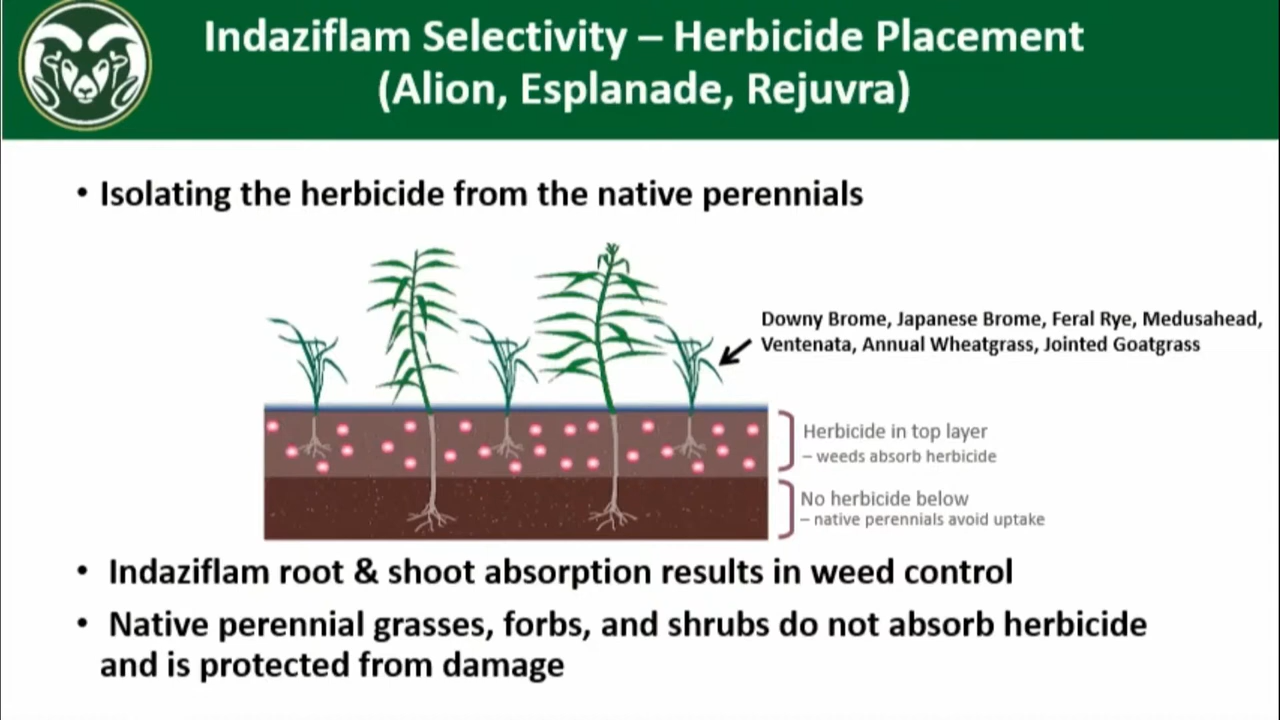 Indaziflam Selectivity – Herbicide Placement
(Alion, Esplanade, Rejuvra)
• Isolating the herbicide from the native perennials
Downy Brome, Japanese Brome, Feral Rye, Medusahead,
Ventenata, Annual Wheatgrass, Jointed Goatgrass
Herbicide in top layer
– weeds absorb herbicide
No herbicide below
– native perennials avoid uptake
• Indaziflam root & shoot absorption results in weed control
• Native perennial grasses, forbs, and shrubs do not absorb herbicide
and is protected from damage